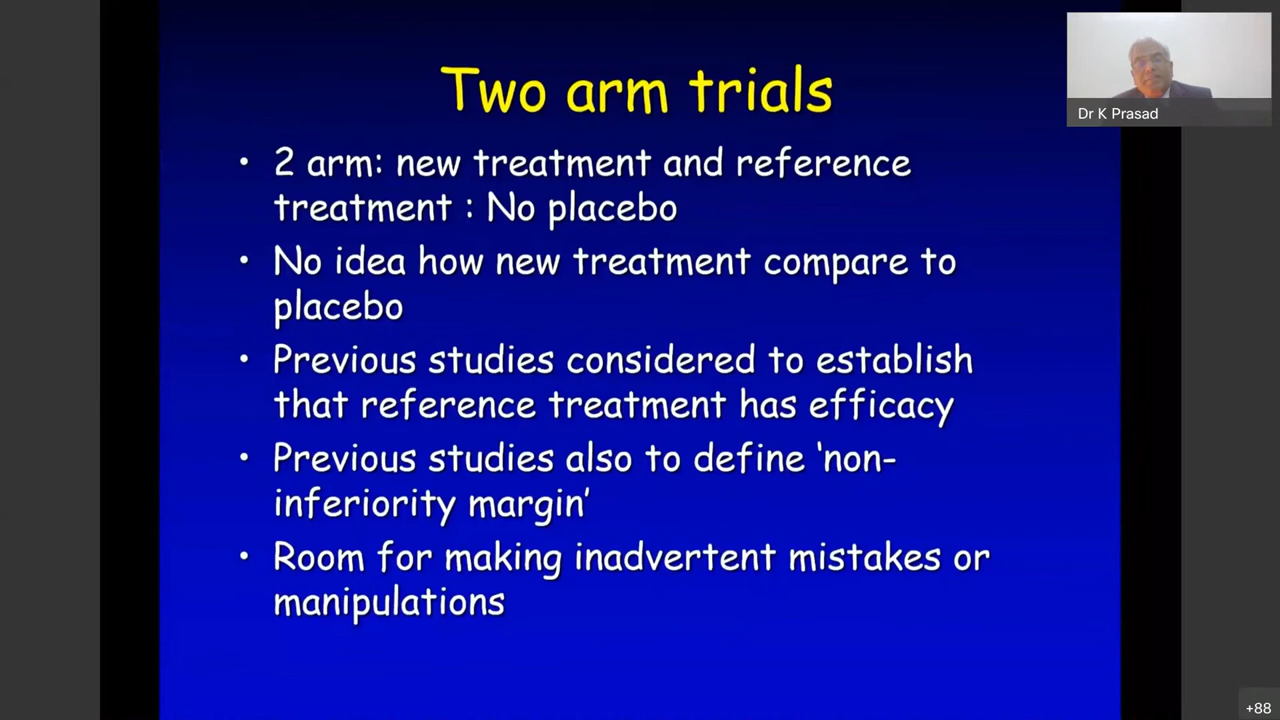 Two arm trials
• 2 arm: new treatment and reference
treatment : No placebo
• No idea how new treatment compare to
placebo
• Previous studies considered to establish
that reference treatment has efficacy
• Previous studies also to define ‘non-
inferiority margin’
• Room for making inadvertent mistakes or
manipulations
Dr K Prasad
+88